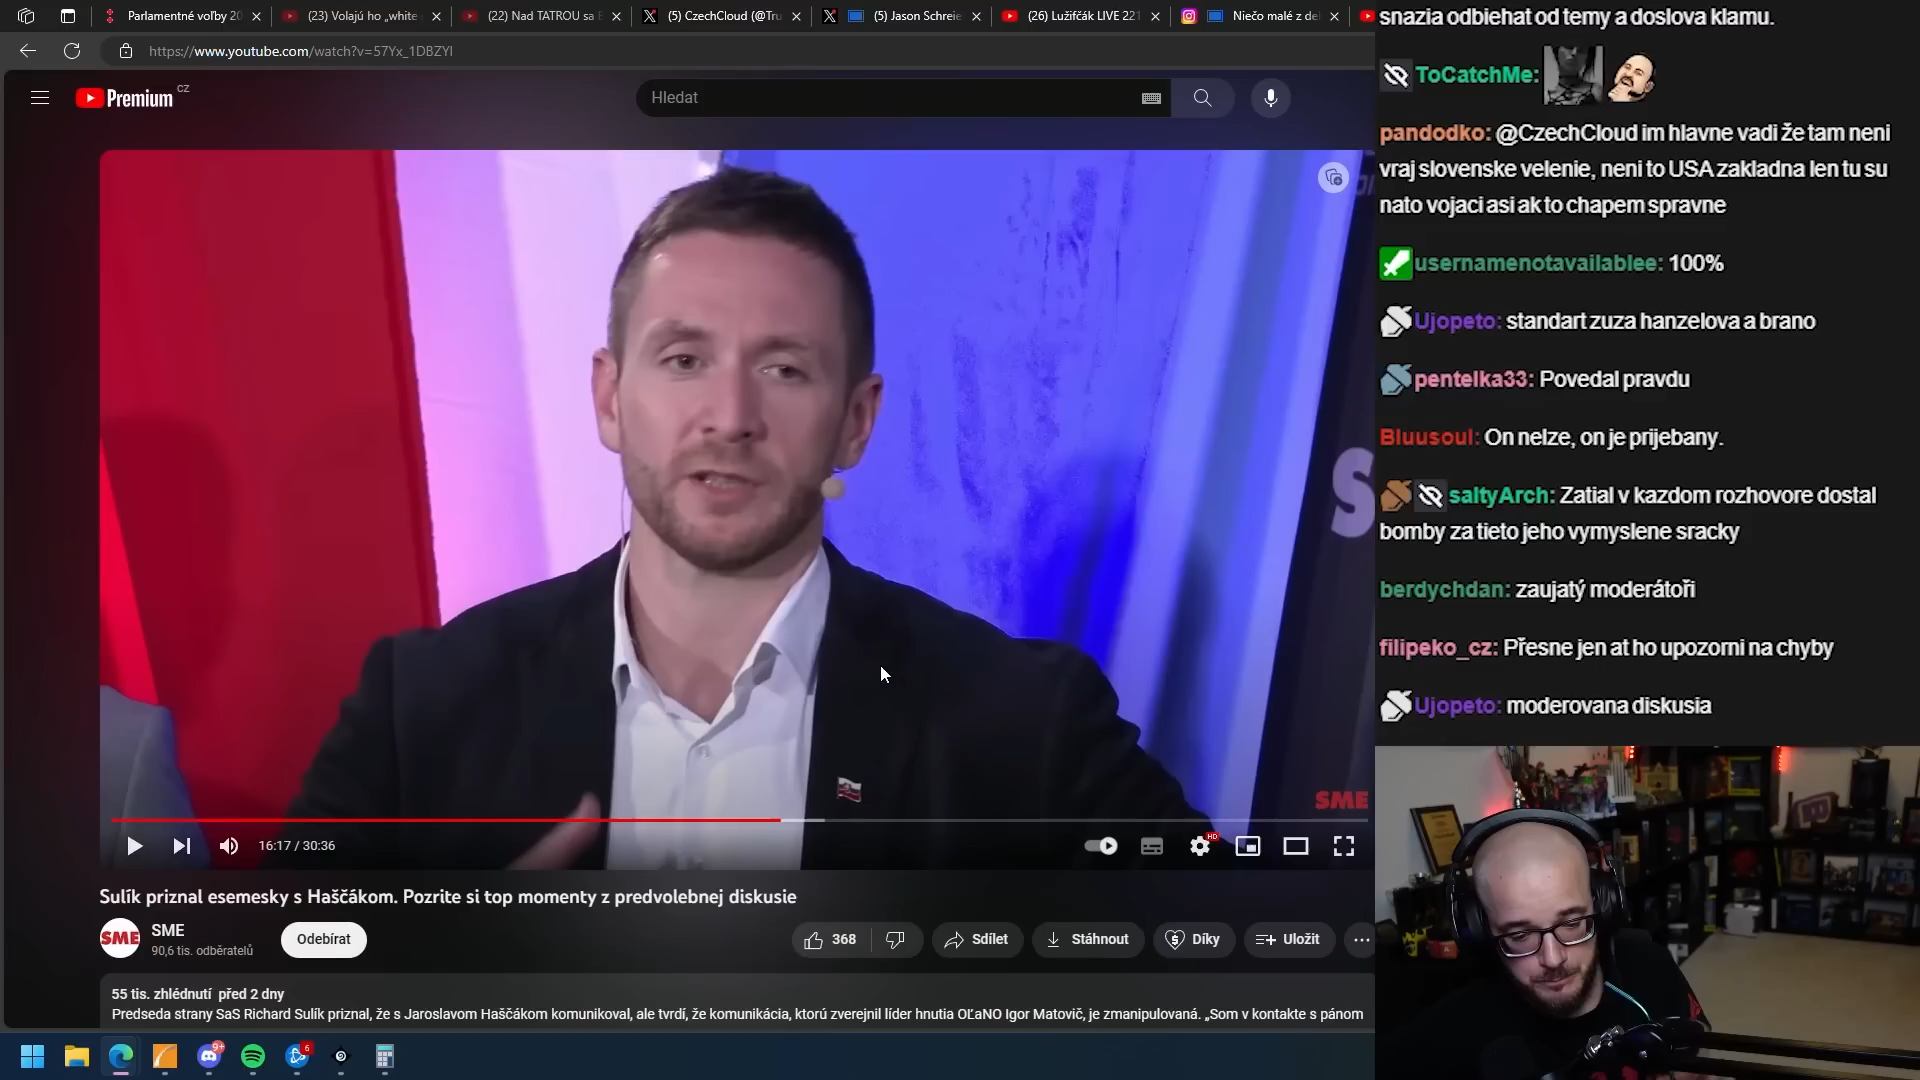 Parlamentné voľby 20
(23) Volajú ho „white
(22) Nad TATROU sa
(5) CzechCloud (@Tru
(5) Jason Schreie
(26) Lužifčák LIVE 221
Niečo malé z de
https://www.youtube.com/watch?v=57Yx_1DBZYI
Premium CZ
Hledat
SME
16:17 / 30:36
HD
Sulík priznal esemesky s Haščákom. Pozrite si top momenty z predvolebnej diskusie
SME
SME
90,6 tis. odběratelů
Odebírat
368
Sdílet
Stáhnout
Díky
Uložit
55 tis. zhlédnutí před 2 dny
Predseda strany SaS Richard Sulík priznal, že s Jaroslavom Haščákom komunikoval, ale tvrdí, že komunikácia, ktorú zverejnil líder hnutia OĽaNO Igor Matovič, je zmanipulovaná. „Som v kontakte s pánom
9+
6
snazia odbiehat od temy a doslova klamu.
ToCatchMe:
pandodko: @CzechCloud im hlavne vadi že tam neni
vraj slovenske velenie, neni to USA zakladna len tu su
nato vojaci asi ak to chapem spravne
usernamenotavailablee: 100%
Ujopeto: standart zuza hanzelova a brano
pentelka33: Povedal pravdu
Bluusoul: On nelze, on je prijebany.
saltyArch: Zatial v kazdom rozhovore dostal
bomby za tieto jeho vymyslene sracky
berdychdan: zaujatý moderátoři
filipeko_cz: Přesne jen at ho upozorni na chyby
Ujopeto: moderovana diskusia